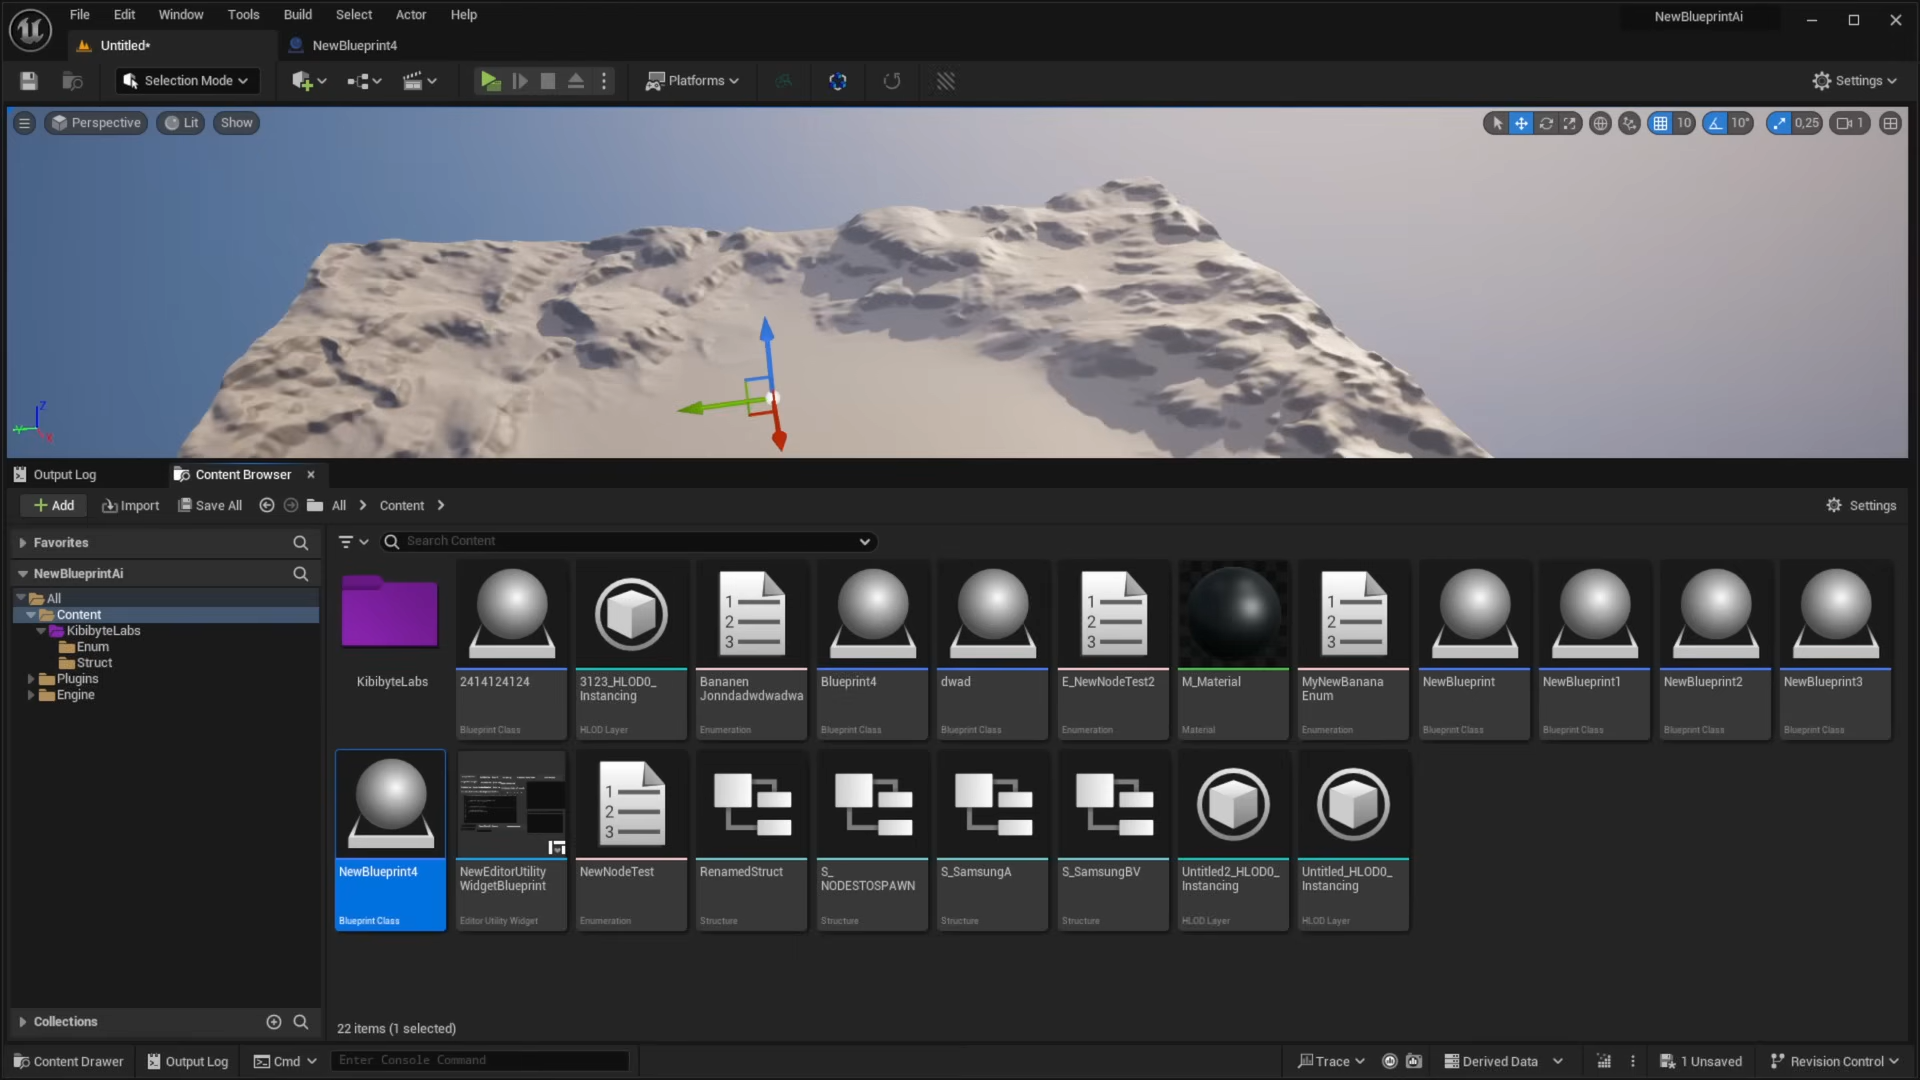 File Edit Window Tools Build Select Actor Help
NewBlueprintAi
Untitled*
NewBlueprint4
Selection Mode
Platforms
Settings
Perspective
Lit
Show
10
10°
0,25
1
Z
Y
X
Output Log
Content Browser
Add
Import
Save All
All
Content
Settings
Favorites
NewBlueprintAi
All
Content
KibibyteLabs
Enum
Struct
Plugins
Engine
Collections
Search Content
KibibyteLabs
2414124124
Blueprint Class
3123_HLOD0_
Instancing
HLOD Layer
Bananen
Jonndadwdwadwa
Enumeration
Blueprint4
Blueprint Class
dwad
Blueprint Class
E_NewNodeTest2
Enumeration
M_Material
Material
MyNewBanana
Enum
Enumeration
NewBlueprint
Blueprint Class
NewBlueprint1
Blueprint Class
NewBlueprint2
Blueprint Class
NewBlueprint3
Blueprint Class
NewBlueprint4
Blueprint Class
NewEditorUtility
WidgetBlueprint
Editor Utility Widget
1
2
3
NewNodeTest
Enumeration
RenamedStruct
Structure
S_
NODESTOSPAWN
Structure
S_SamsungA
Structure
S_SamsungBV
Structure
Untitled2_HLOD0_
Instancing
HLOD Layer
Untitled_HLOD0_
Instancing
HLOD Layer
22 items (1 selected)
Content Drawer
Output Log
Cmd
Enter Console Command
Trace
Derived Data
1 Unsaved
Revision Control